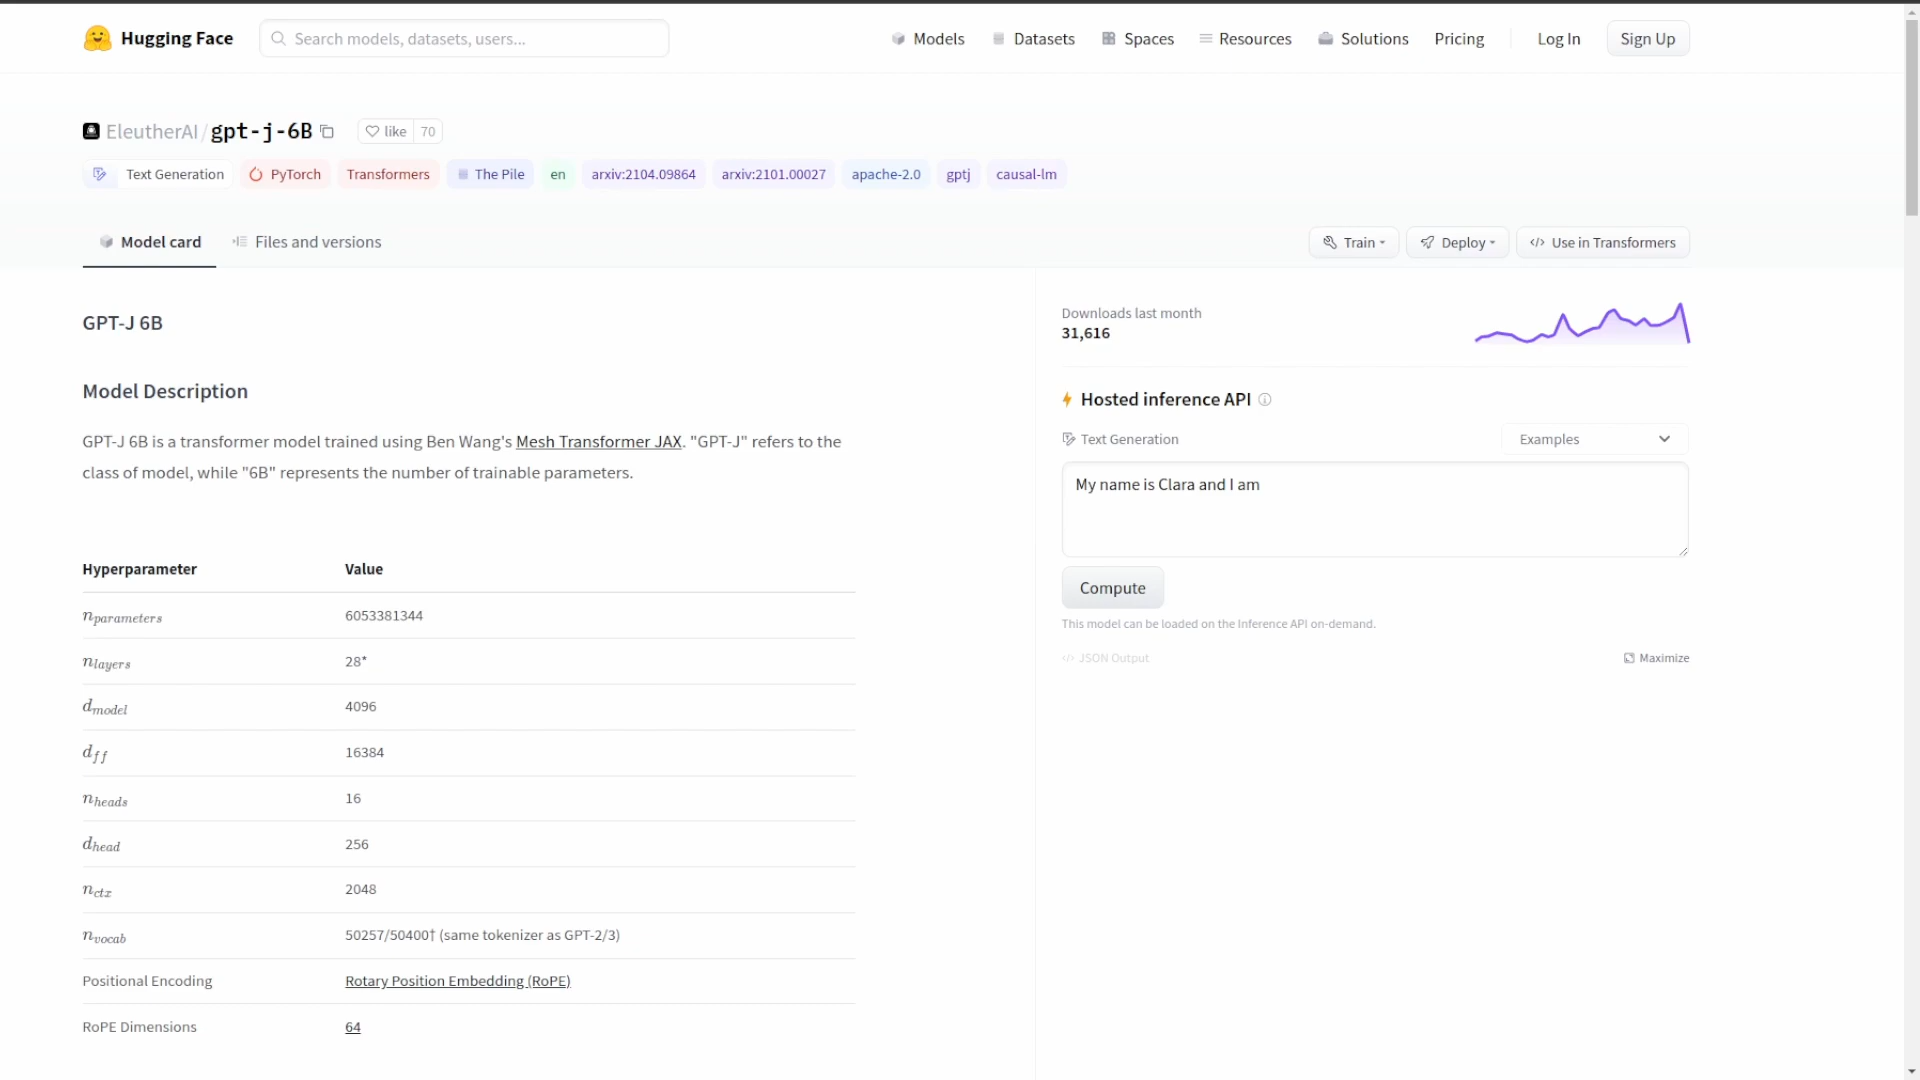 Hugging Face
Search models, datasets, users...
Models
Datasets
Spaces
Resources
Solutions
Pricing
Log In
Sign Up
EleutherAI/gpt-j-6B
like 70
Text Generation
PyTorch
Transformers
The Pile
en
arxiv:2104.09864
arxiv:2101.00027
apache-2.0
gptj
causal-lm
Model card
Files and versions
Train
Deploy
</> Use in Transformers
GPT-J 6B
Model Description
GPT-J 6B is a transformer model trained using Ben Wang's Mesh Transformer JAX. "GPT-J" refers to the
class of model, while "6B" represents the number of trainable parameters.
Hyperparameter Value
n_parameters 6053381344
n_layers 28*
d_model 4096
d_ff 16384
n_heads 16
d_head 256
n_ctx 2048
n_vocab 50257/50400† (same tokenizer as GPT-2/3)
Positional Encoding Rotary Position Embedding (RoPE)
RoPE Dimensions 64
Downloads last month
31,616
Hosted inference API
Text Generation
Examples
My name is Clara and I am
Compute
This model can be loaded on the Inference API on-demand.
</> JSON Output
Maximize